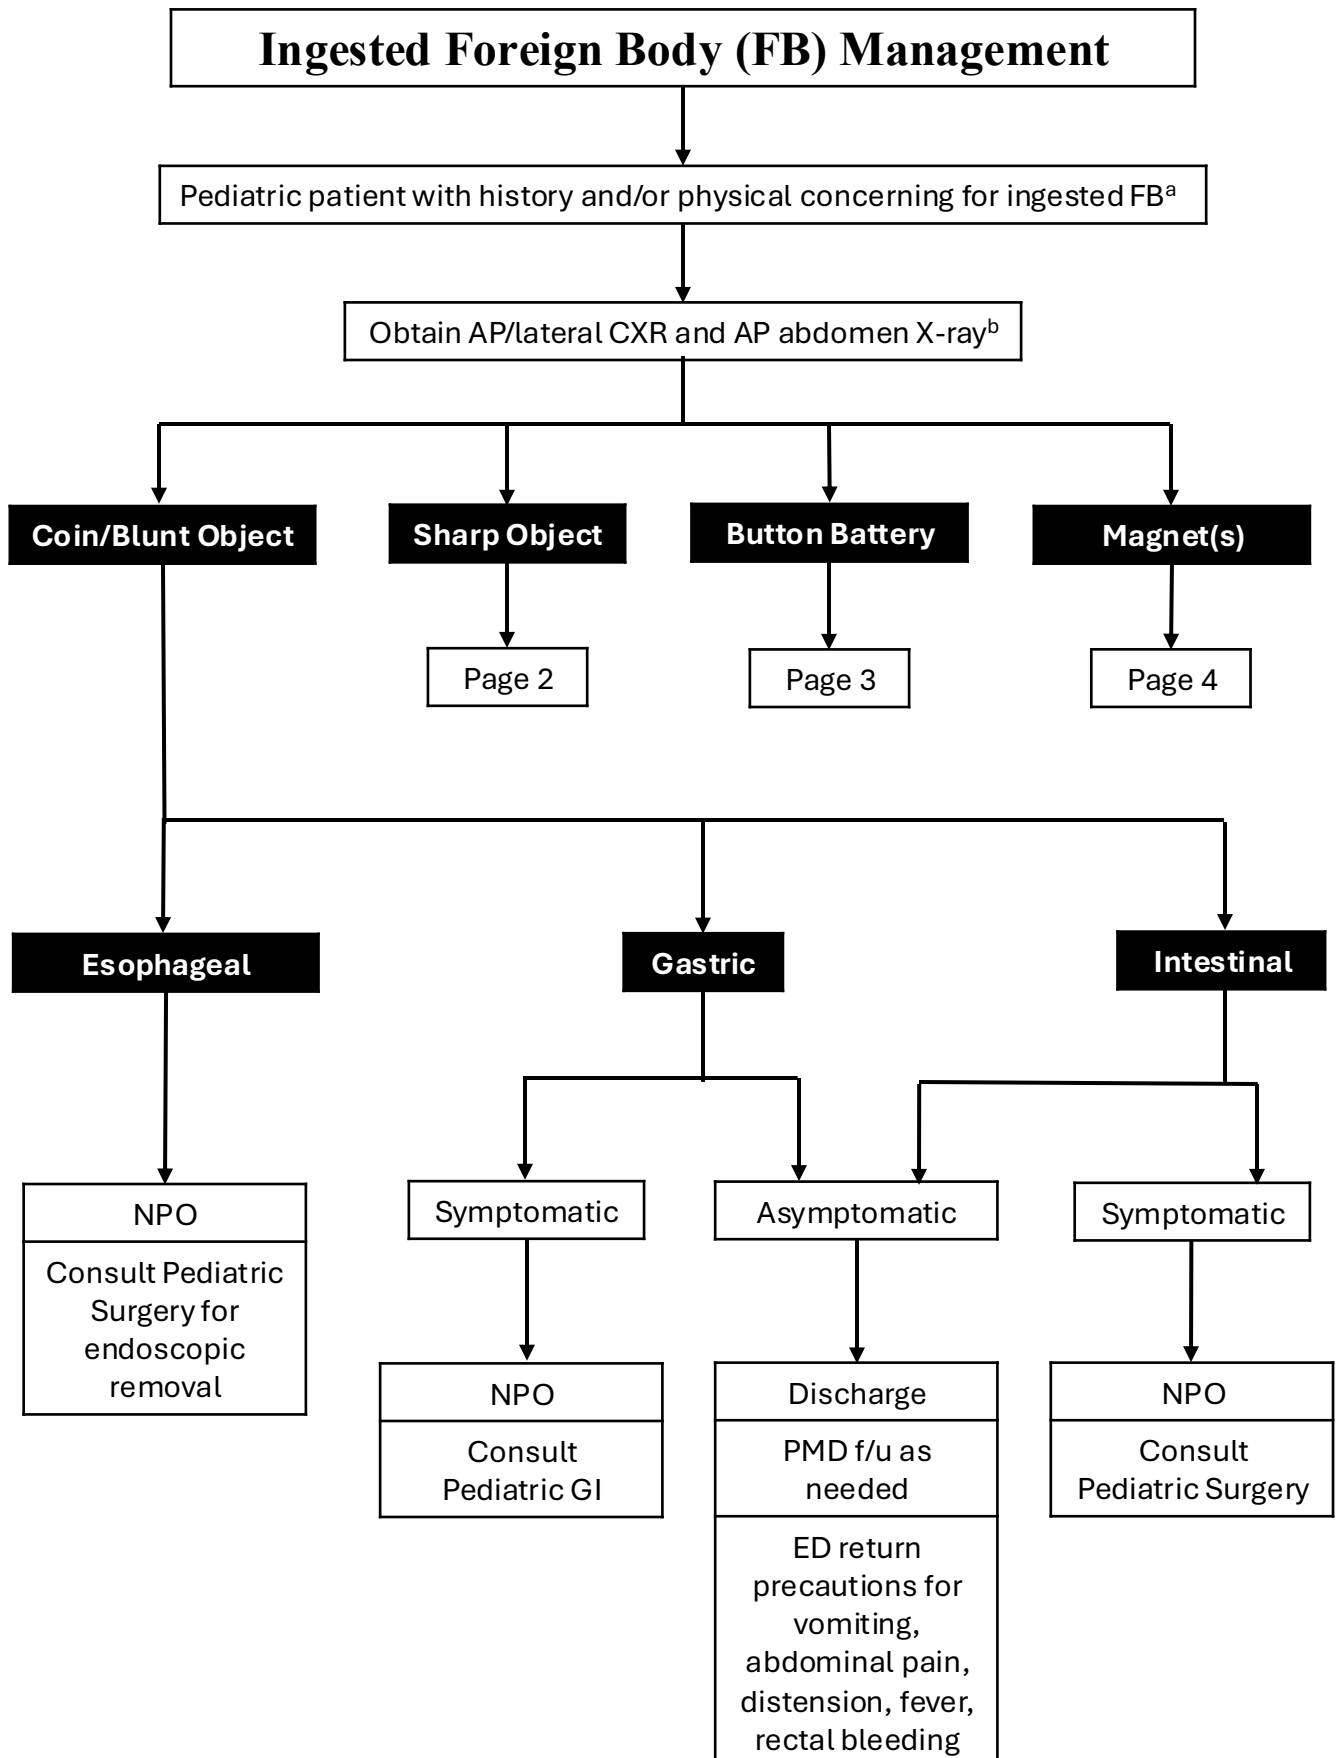 Ingested Foreign Body (FB) Management
Pediatric patient with history and/or physical concerning for ingested FBᵃ
Obtain AP/lateral CXR and AP abdomen X-rayᵇ
Coin/Blunt Object
Sharp Object
Button Battery
Magnet(s)
Page 2
Page 3
Page 4
Esophageal
Gastric
Intestinal
NPO
Consult Pediatric
Surgery for
endoscopic
removal
Symptomatic
Asymptomatic
Symptomatic
NPO
Consult
Pediatric GI
Discharge
PMD f/u as
needed
ED return
precautions for
vomiting,
abdominal pain,
distension, fever,
rectal bleeding
NPO
Consult
Pediatric Surgery